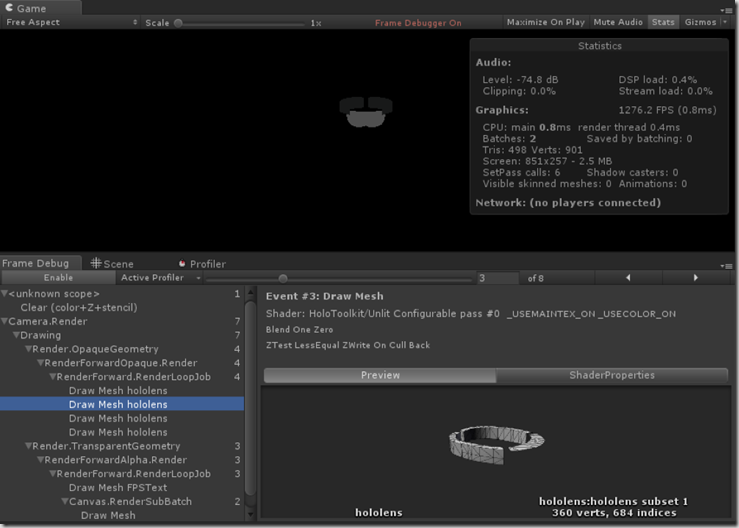 Game
Free Aspect Scale 1x Frame Debugger On Maximize On Play Mute Audio Stats Gizmos
Statistics
Audio:
Level: -74.8 dB DSP load: 0.4%
Clipping: 0.0% Stream load: 0.0%
Graphics: 1276.2 FPS (0.8ms)
CPU: main 0.8ms render thread 0.4ms
Batches: 2 Saved by batching: 0
Tris: 498 Verts: 901
Screen: 851x257 - 2.5 MB
SetPass calls: 6 Shadow casters: 0
Visible skinned meshes: 0 Animations: 0
Network: (no players connected)
Frame Debug Scene Profiler
Enable Active Profiler 3 of 8
<unknown scope> 1
Clear (color+Z+stencil)
Camera.Render 7
Drawing 7
Render.OpaqueGeometry 4
RenderForwardOpaque.Render 4
RenderForward.RenderLoopJob 4
Draw Mesh hololens
Draw Mesh hololens
Draw Mesh hololens
Draw Mesh hololens
Render.TransparentGeometry 3
RenderForwardAlpha.Render 3
RenderForward.RenderLoopJob 3
Draw Mesh FPSText
Canvas.RenderSubBatch 2
Draw Mesh
Event #3: Draw Mesh
Shader: HoloToolkit/Unlit Configurable pass #0 _USEMAINTEX_ON _USECOLOR_ON
Blend One Zero
ZTest LessEqual ZWrite On Cull Back
Preview ShaderProperties
hololens
hololens:hololens subset 1
360 verts, 684 indices